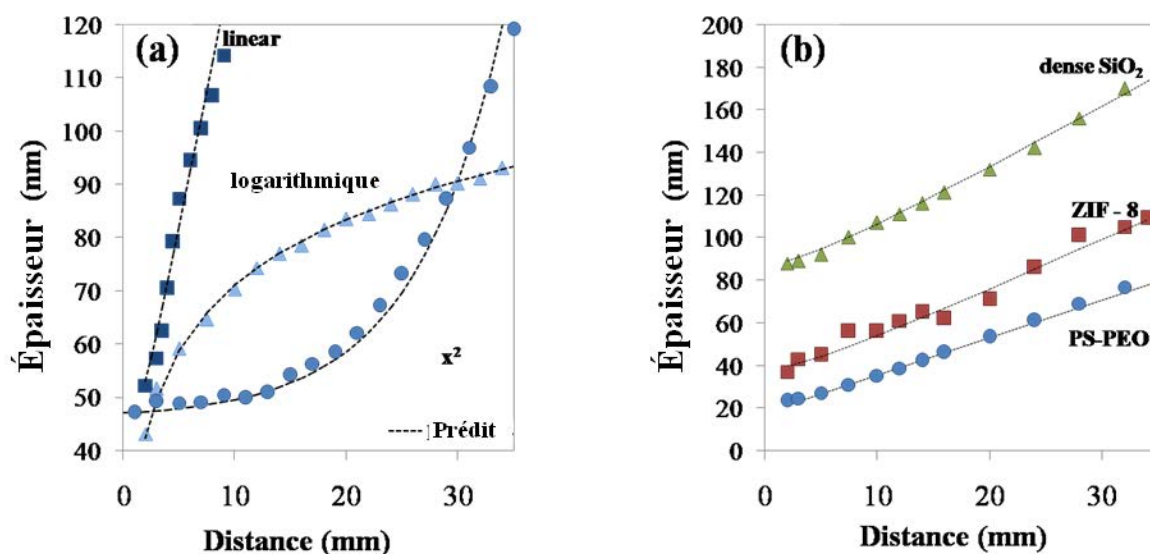 (a)
120
110
100
90
80
70
60
50
40
0 10 20 30
Épaisseur (nm)
Distance (mm)
linear
logarithmique
x²
Prédit
(b)
200
180
160
140
120
100
80
60
40
20
0
0 10 20 30
Épaisseur (nm)
Distance (mm)
dense SiO₂
ZIF - 8
PS-PEO